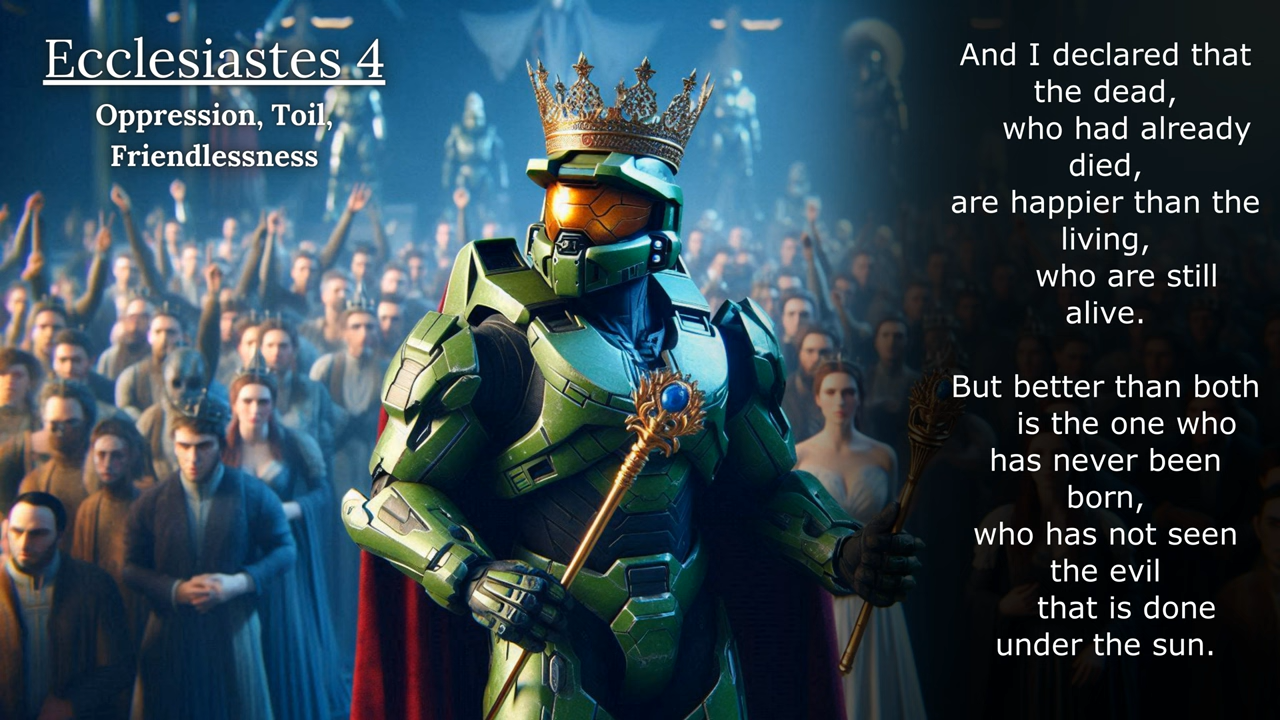 Ecclesiastes 4
Oppression, Toil,
Friendlessness
And I declared that
the dead,
who had already
died,
are happier than the
living,
who are still
alive.
But better than both
is the one who
has never been
born,
who has not seen
the evil
that is done
under the sun.